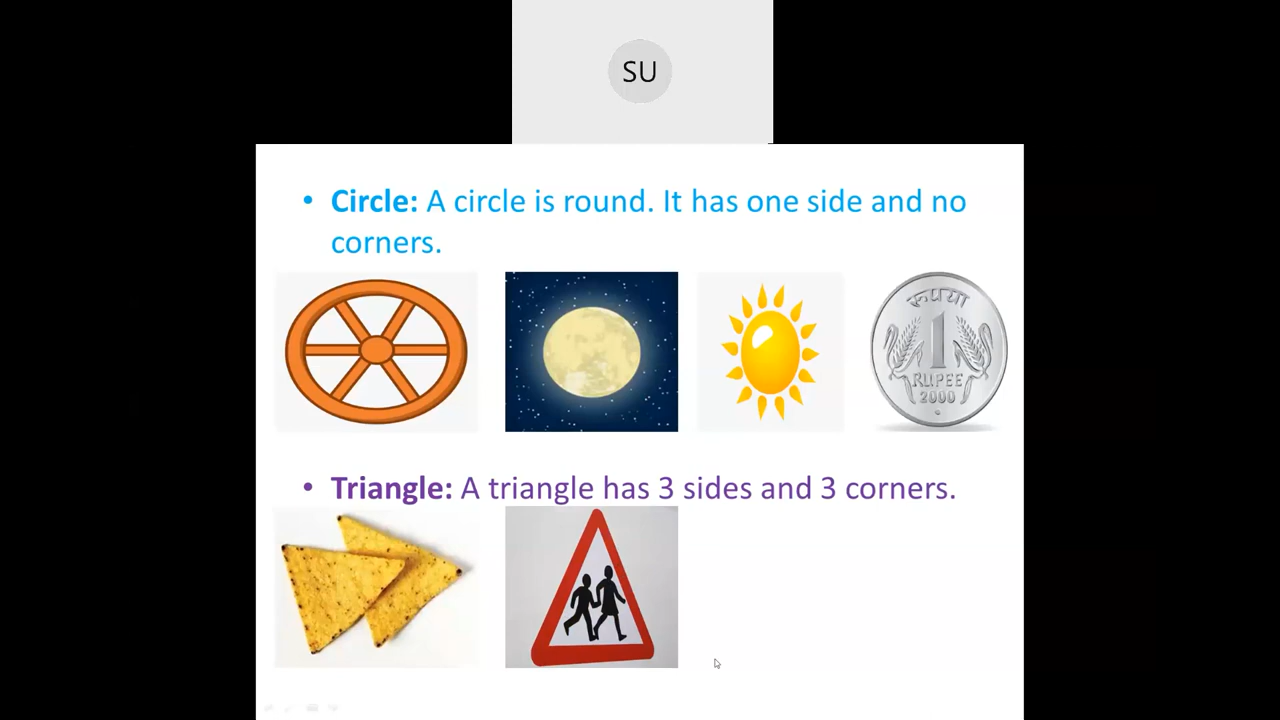 SU
• Circle: A circle is round. It has one side and no
corners.
रूपया
1
RUPEE
2000
• Triangle: A triangle has 3 sides and 3 corners.